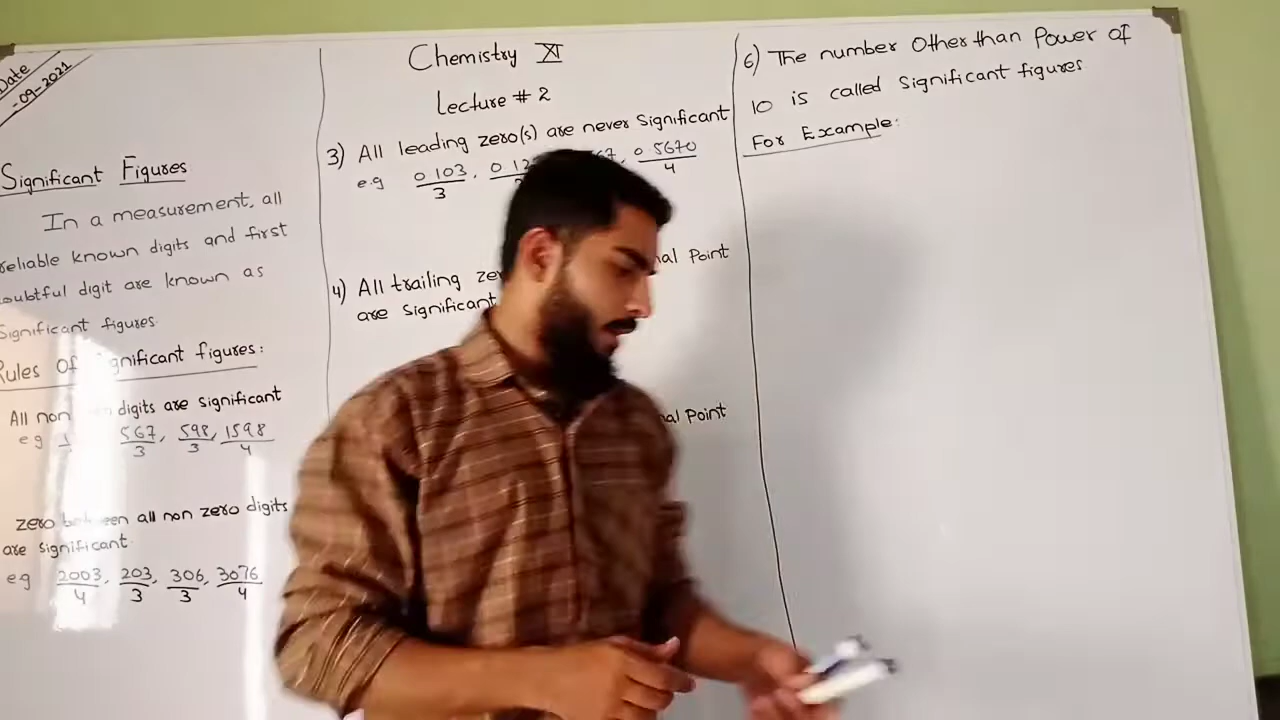 Date
-09-2021
Significant Figures
In a measurement, all
reliable known digits and first
doubtful digit are known as
Significant figures.
Rules of significant figures:
All non digits are significant
eg 567, 598, 1598
3 3 4
zero between all non zero digits
are significant.
eg 2003, 203, 306, 3076
4 3 3 4
Chemistry XI
Lecture # 2
3) All leading zero(s) are never significant
e.g 0.103, 0.5670
3 4
4) All trailing Point
are significant
Point
6) The number other than Power of
10 is called significant figures
For Example: